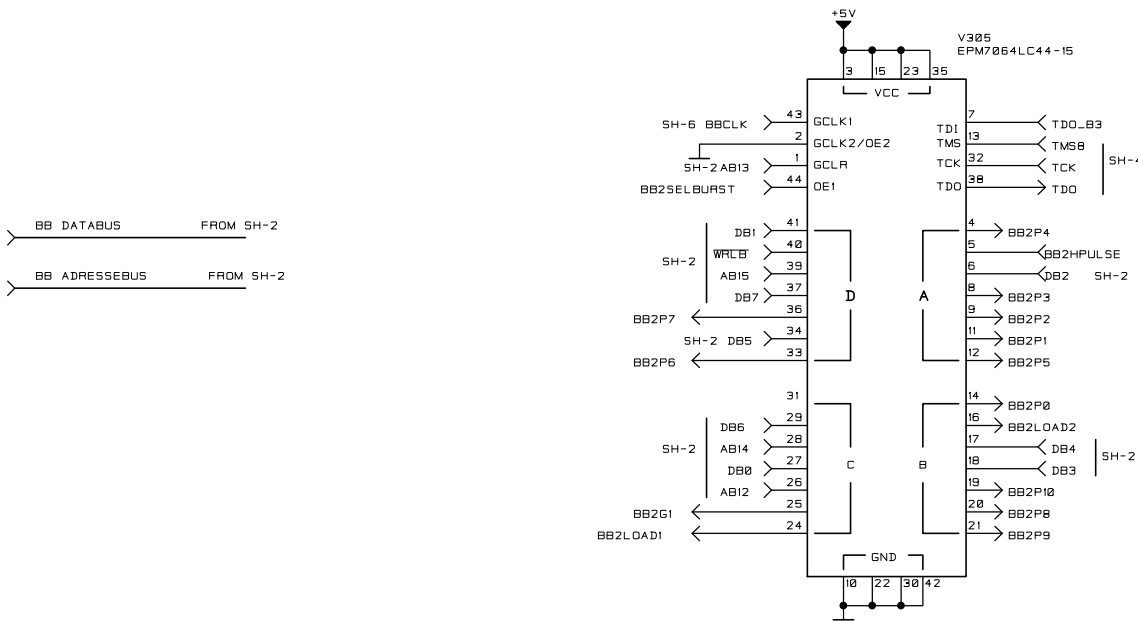 +5V
V305
EPM7064LC44-15
3 15 23 35
VCC
SH-6 BBCLK 43 GCLK1 TDI 7 TDO_B3
2 GCLK2/OE2 TMS 13 TMS8
SH-2 AB13 1 GCLR TCK 32 TCK
SH-4
BB2SELBURST 44 OE1 TDO 38 TDO
BB DATABUS FROM SH-2
BB ADRESSEBUS FROM SH-2
DB1 41 4 BB2P4
WRLB 40 5 BB2HPULSE
SH-2
AB15 39 6 DB2 SH-2
DB7 37 D A 8 BB2P3
BB2P7 36 9 BB2P2
SH-2 DB5 34 11 BB2P1
BB2P6 33 12 BB2P5
31 14 BB2P0
DB6 29 16 BB2LOAD2
SH-2 AB14 28 17 DB4
SH-2
DB0 27 C B 18 DB3
AB12 26 19 BB2P10
BB2G1 25 20 BB2P8
BB2LOAD1 24 21 BB2P9
GND
10 22 30 42